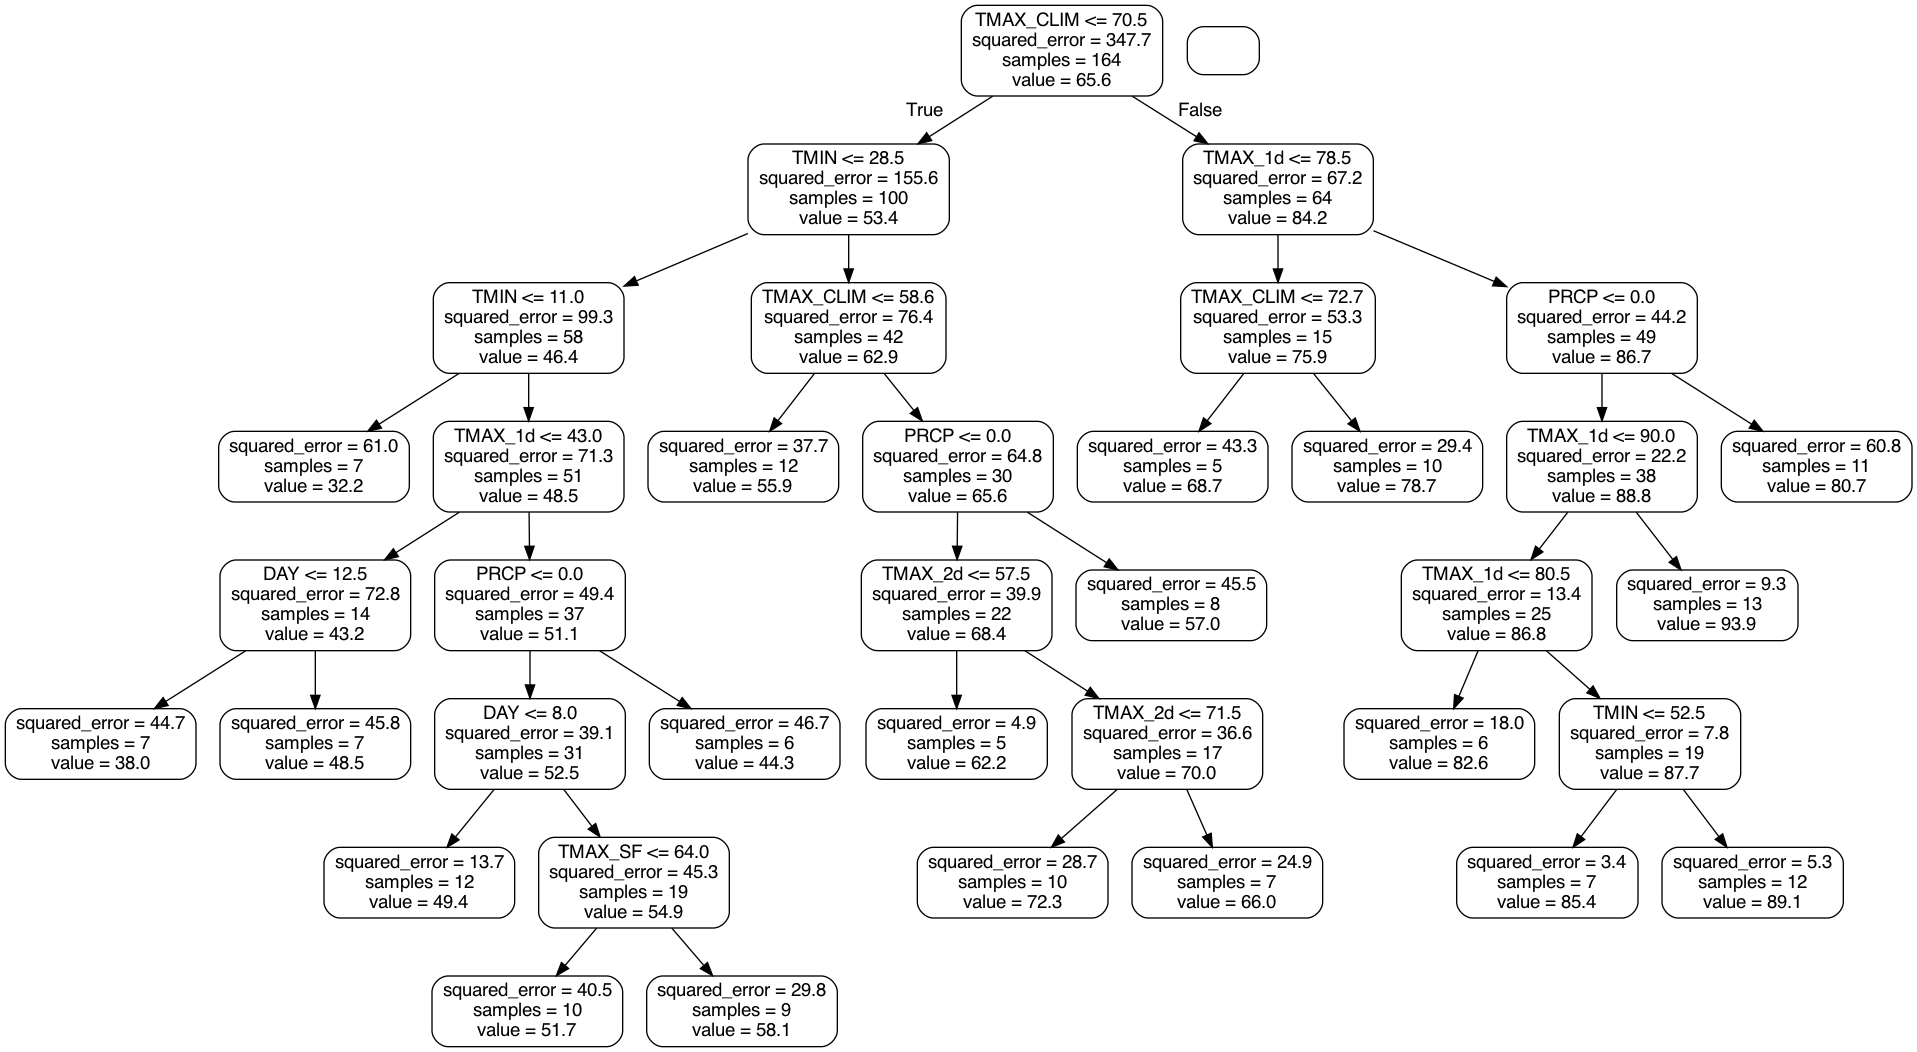 TMAX_CLIM <= 70.5
squared_error = 347.7
samples = 164
value = 65.6
True
False
TMIN <= 28.5
squared_error = 155.6
samples = 100
value = 53.4
TMAX_1d <= 78.5
squared_error = 67.2
samples = 64
value = 84.2
TMIN <= 11.0
squared_error = 99.3
samples = 58
value = 46.4
TMAX_CLIM <= 58.6
squared_error = 76.4
samples = 42
value = 62.9
TMAX_CLIM <= 72.7
squared_error = 53.3
samples = 15
value = 75.9
PRCP <= 0.0
squared_error = 44.2
samples = 49
value = 86.7
squared_error = 61.0
samples = 7
value = 32.2
TMAX_1d <= 43.0
squared_error = 71.3
samples = 51
value = 48.5
squared_error = 37.7
samples = 12
value = 55.9
PRCP <= 0.0
squared_error = 64.8
samples = 30
value = 65.6
squared_error = 43.3
samples = 5
value = 68.7
squared_error = 29.4
samples = 10
value = 78.7
TMAX_1d <= 90.0
squared_error = 22.2
samples = 38
value = 88.8
squared_error = 60.8
samples = 11
value = 80.7
DAY <= 12.5
squared_error = 72.8
samples = 14
value = 43.2
PRCP <= 0.0
squared_error = 49.4
samples = 37
value = 51.1
TMAX_2d <= 57.5
squared_error = 39.9
samples = 22
value = 68.4
squared_error = 45.5
samples = 8
value = 57.0
TMAX_1d <= 80.5
squared_error = 13.4
samples = 25
value = 86.8
squared_error = 9.3
samples = 13
value = 93.9
squared_error = 44.7
samples = 7
value = 38.0
squared_error = 45.8
samples = 7
value = 48.5
DAY <= 8.0
squared_error = 39.1
samples = 31
value = 52.5
squared_error = 46.7
samples = 6
value = 44.3
squared_error = 4.9
samples = 5
value = 62.2
TMAX_2d <= 71.5
squared_error = 36.6
samples = 17
value = 70.0
squared_error = 18.0
samples = 6
value = 82.6
TMIN <= 52.5
squared_error = 7.8
samples = 19
value = 87.7
squared_error = 13.7
samples = 12
value = 49.4
TMAX_SF <= 64.0
squared_error = 45.3
samples = 19
value = 54.9
squared_error = 28.7
samples = 10
value = 72.3
squared_error = 24.9
samples = 7
value = 66.0
squared_error = 3.4
samples = 7
value = 85.4
squared_error = 5.3
samples = 12
value = 89.1
squared_error = 40.5
samples = 10
value = 51.7
squared_error = 29.8
samples = 9
value = 58.1